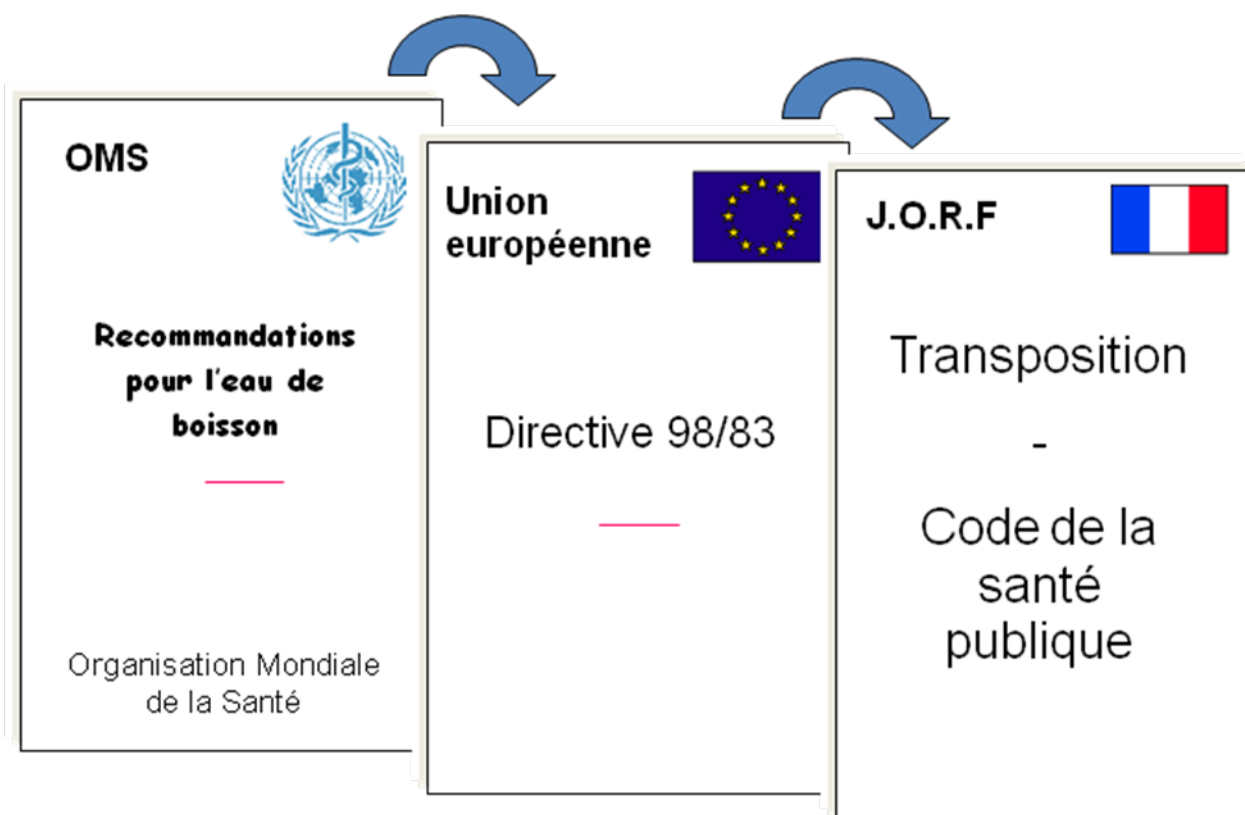 OMS
Recommandations
pour l'eau de
boisson
Organisation Mondiale
de la Santé
Union
européenne
Directive 98/83
J.O.R.F
Transposition
-
Code de la
santé
publique